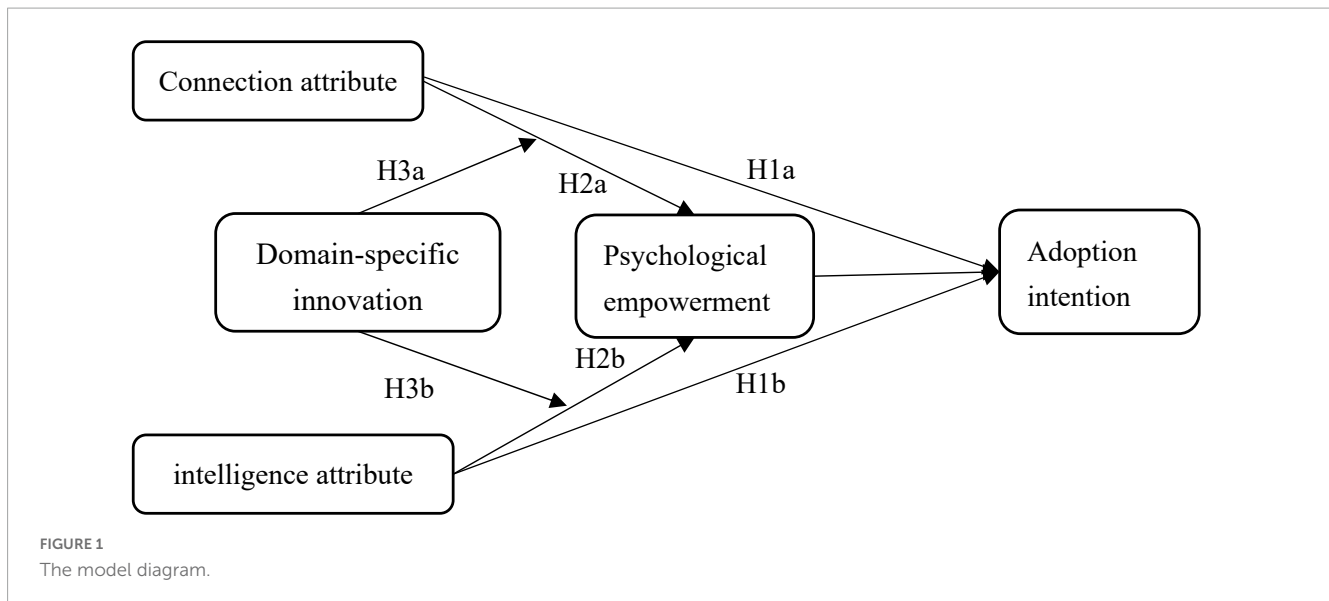 Connection attribute
H1a
H3a
H2a
Domain-specific
innovation
Psychological
empowerment
Adoption
intention
H2b
H3b
H1b
intelligence attribute
FIGURE 1
The model diagram.